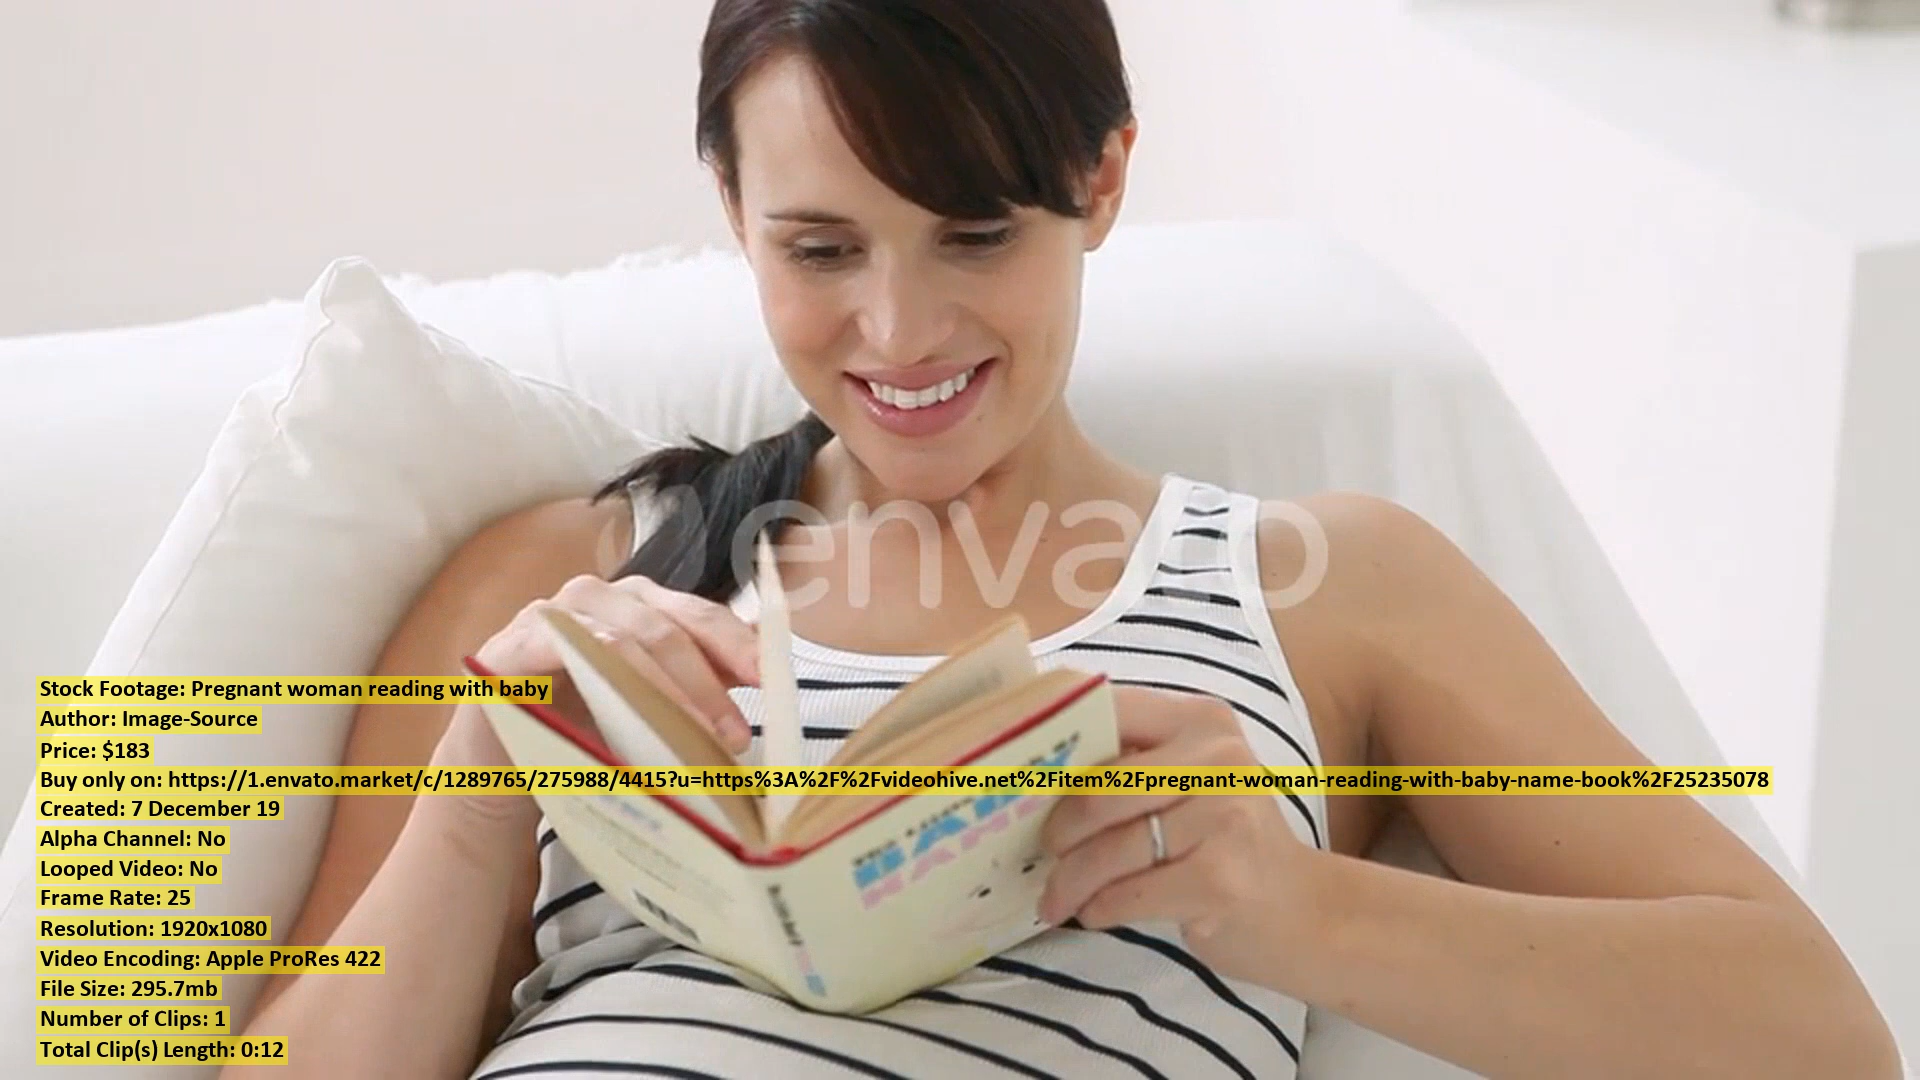 envato
BABY
Stock Footage: Pregnant woman reading with baby
Author: Image-Source
Price: $183
Buy only on: https://1.envato.market/c/1289765/275988/4415?u=https%3A%2F%2Fvideohive.net%2Fitem%2Fpregnant-woman-reading-with-baby-name-book%2F25235078
Created: 7 December 19
Alpha Channel: No
Looped Video: No
Frame Rate: 25
Resolution: 1920x1080
Video Encoding: Apple ProRes 422
File Size: 295.7mb
Number of Clips: 1
Total Clip(s) Length: 0:12